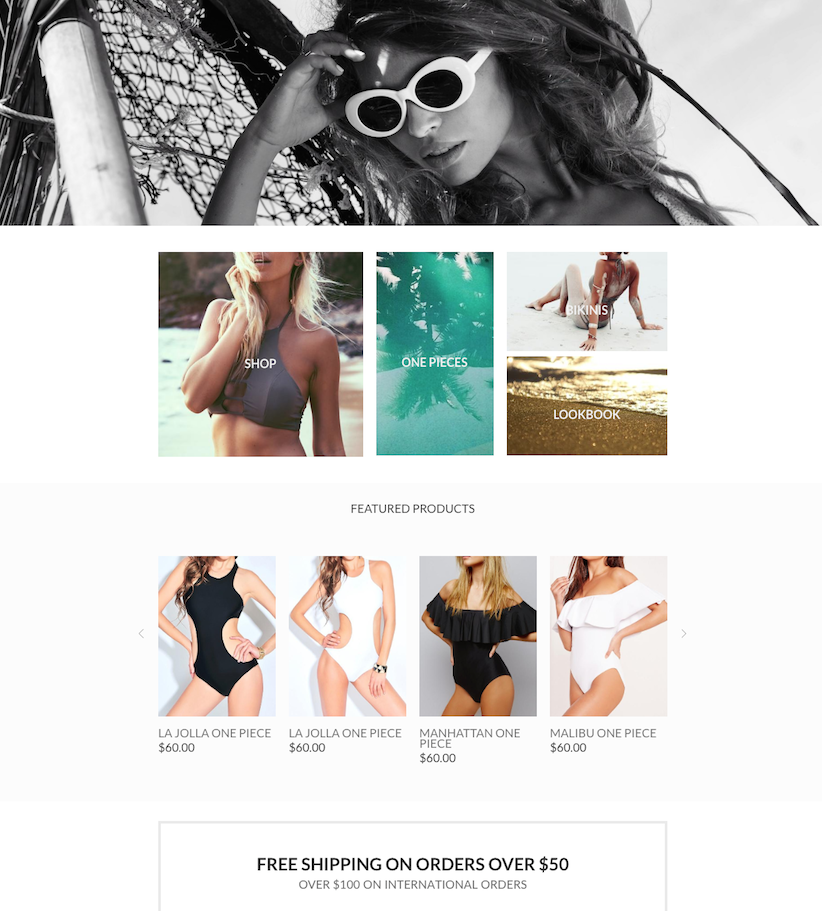 SHOP
ONE PIECES
BIKINIS
LOOKBOOK
FEATURED PRODUCTS
LA JOLLA ONE PIECE
$60.00
LA JOLLA ONE PIECE
$60.00
MANHATTAN ONE
PIECE
$60.00
MALIBU ONE PIECE
$60.00
FREE SHIPPING ON ORDERS OVER $50
OVER $100 ON INTERNATIONAL ORDERS